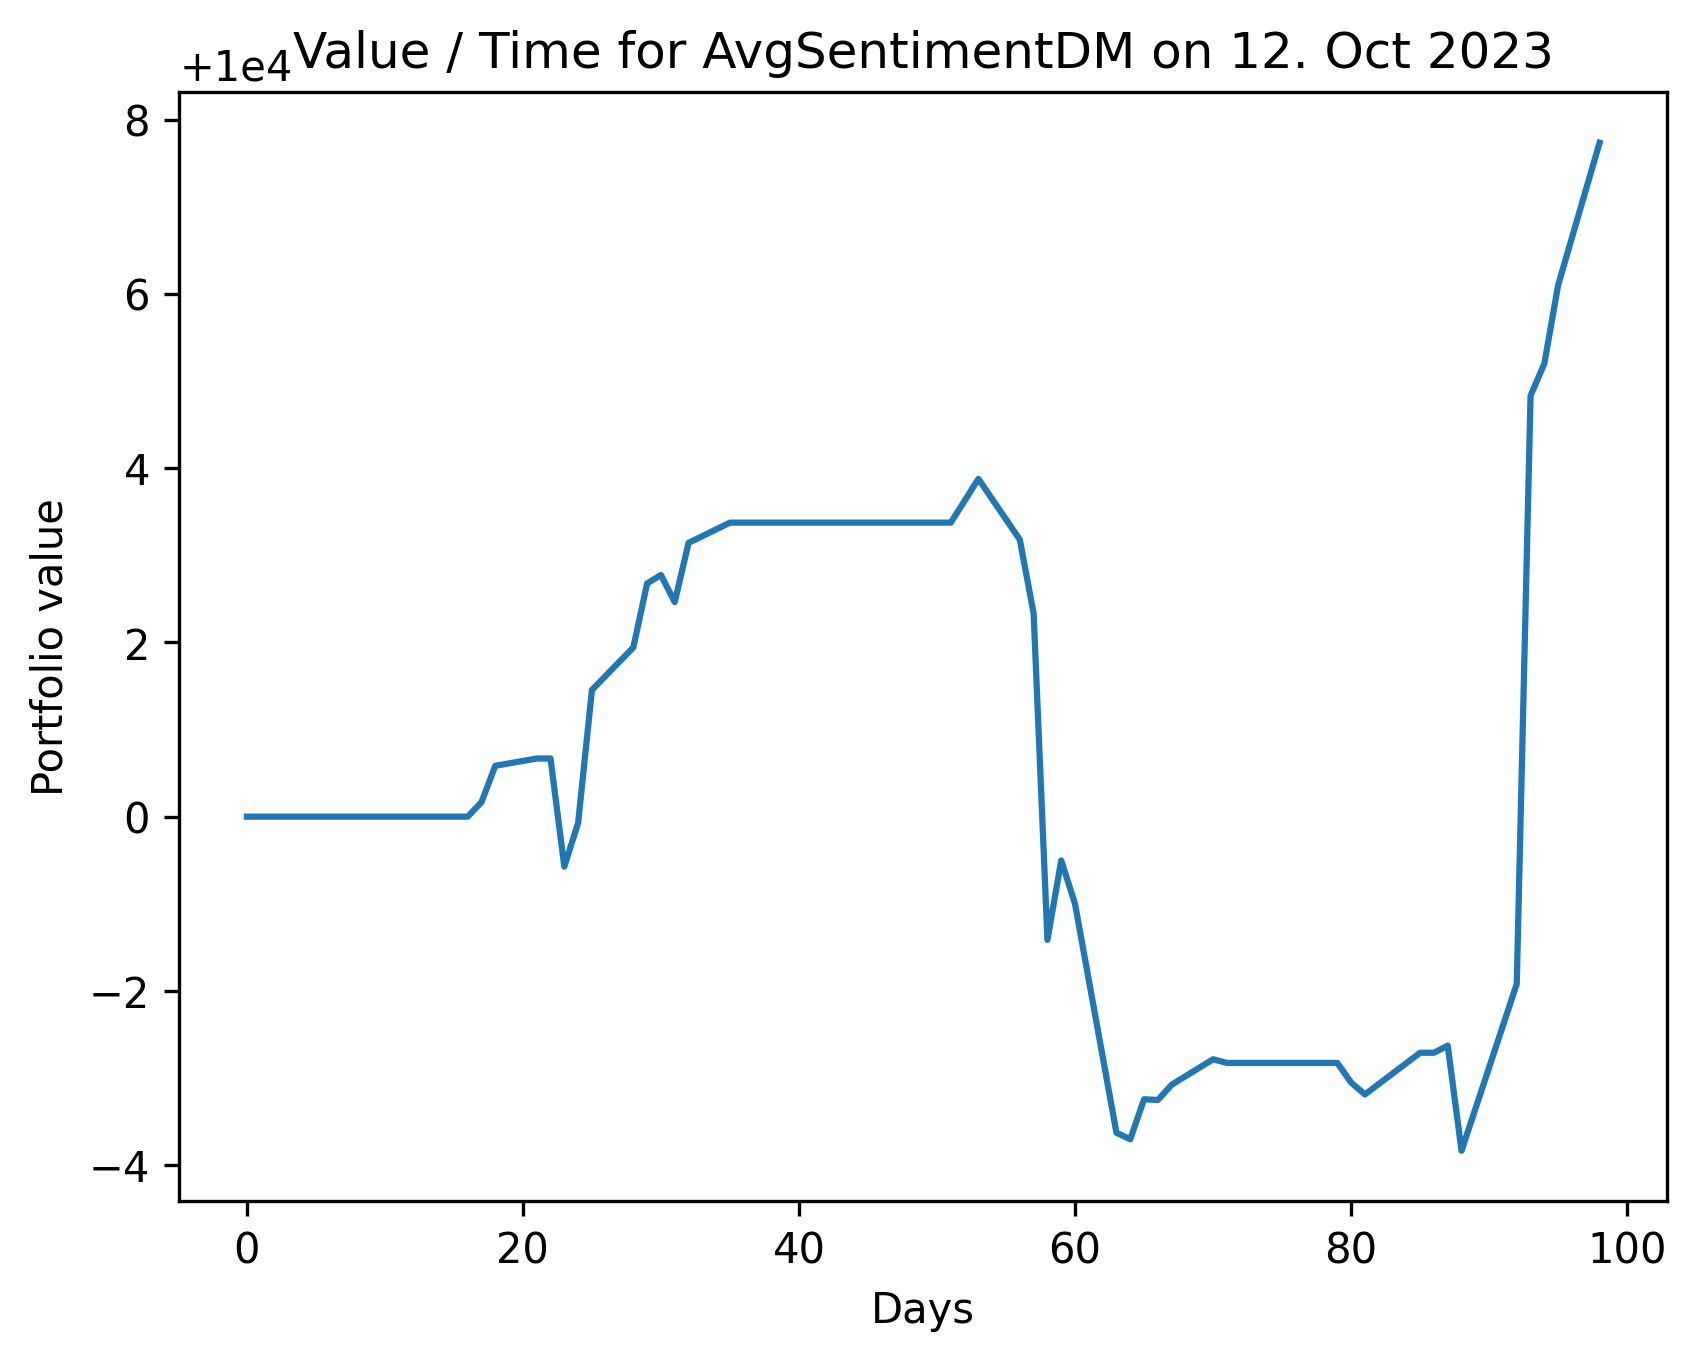 Value / Time for AvgSentimentDM on 12. Oct 2023
+1e4
8
6
4
2
0
−2
−4
Portfolio value
0 20 40 60 80 100
Days